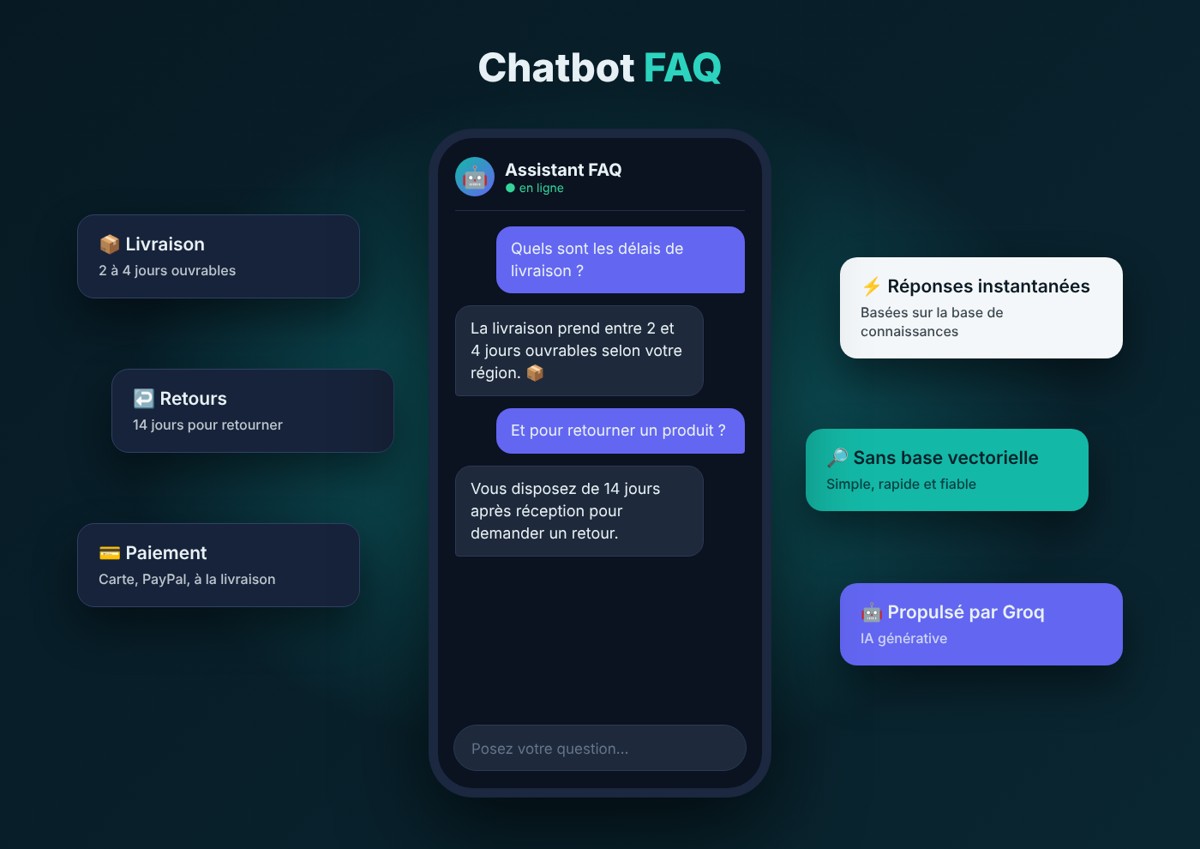 Chatbot FAQ
Assistant FAQ
en ligne
Quels sont les délais de
livraison ?
La livraison prend entre 2 et
4 jours ouvrables selon votre
région. 📦
Et pour retourner un produit ?
Vous disposez de 14 jours
après réception pour
demander un retour.
Posez votre question...
📦 Livraison
2 à 4 jours ouvrables
↩️ Retours
14 jours pour retourner
💳 Paiement
Carte, PayPal, à la livraison
⚡ Réponses instantanées
Basées sur la base de
connaissances
🔎 Sans base vectorielle
Simple, rapide et fiable
🤖 Propulsé par Groq
IA générative